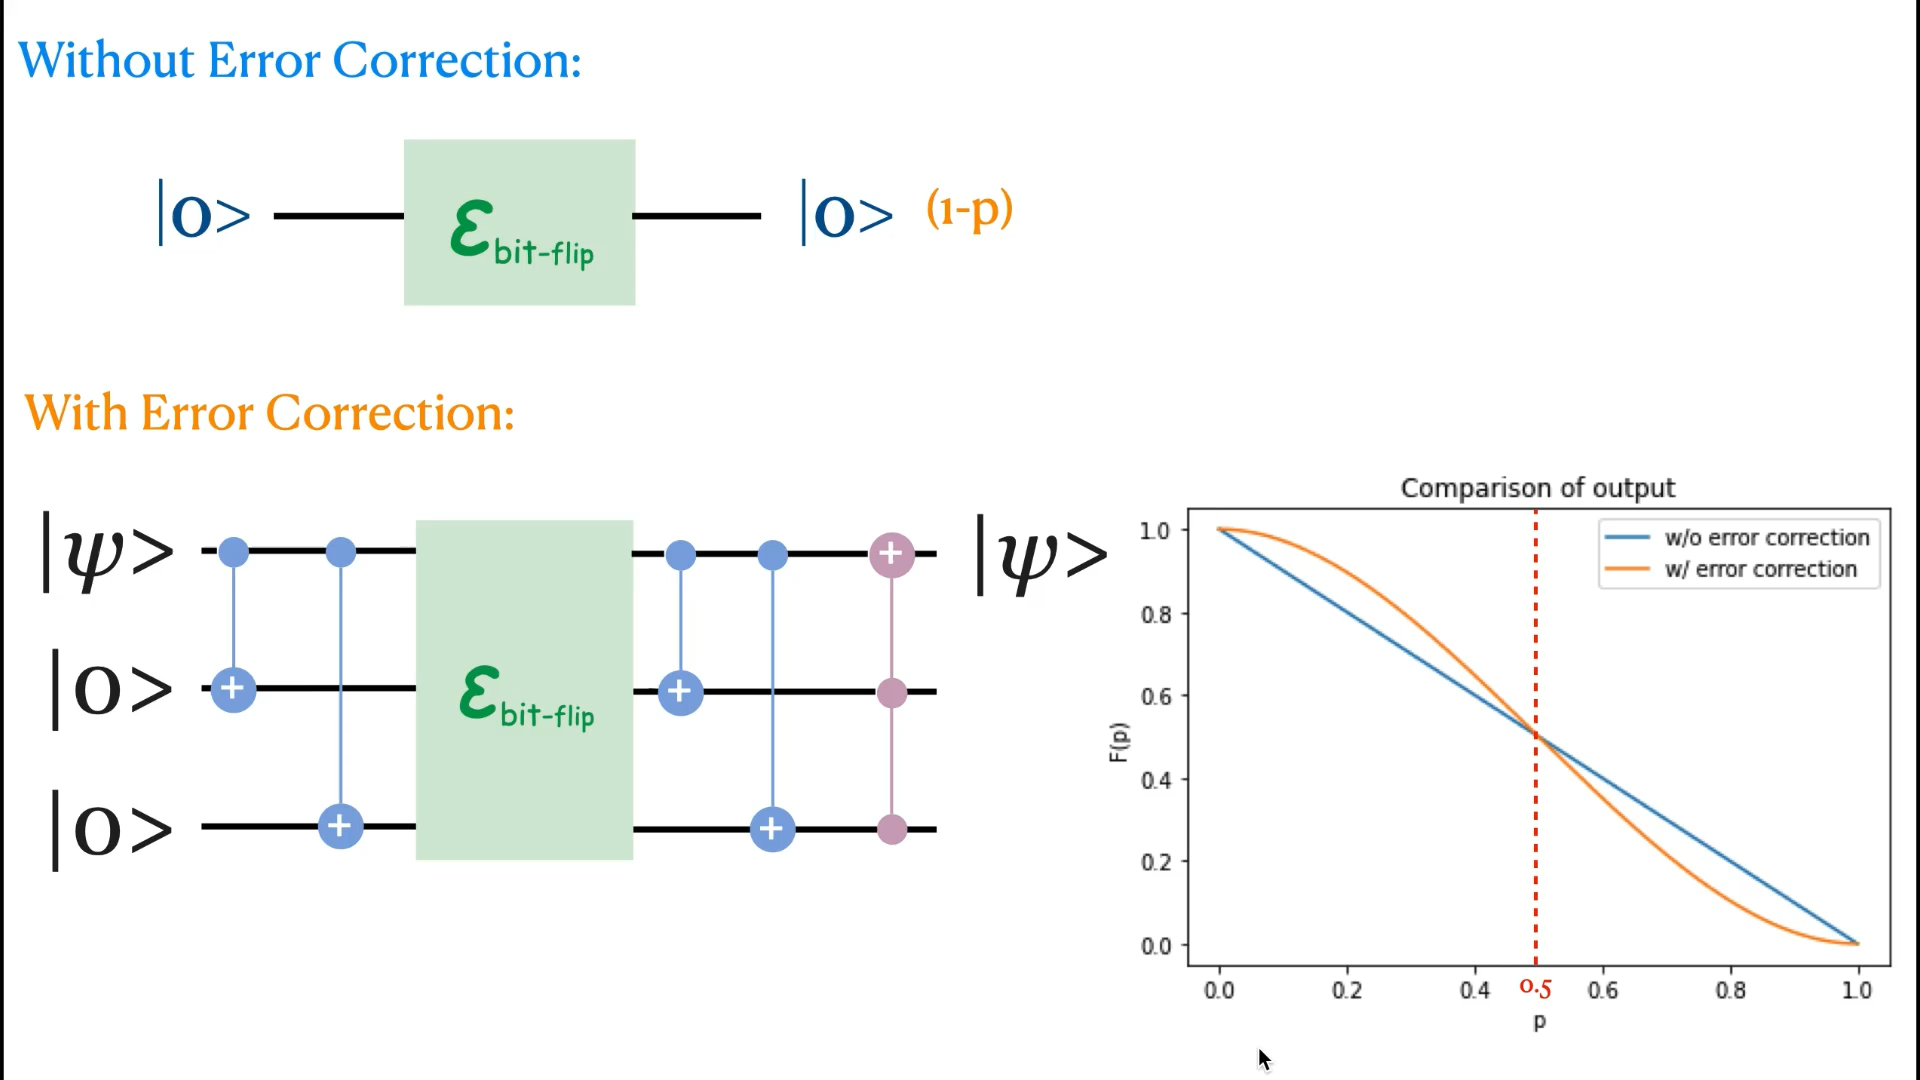 Without Error Correction:
|0> ℰbit-flip |0> (1-p)
With Error Correction:
|ψ> + |ψ>
|0> + ℰbit-flip +
|0> + +
Comparison of output
w/o error correction
w/ error correction
F(p)
1.0
0.8
0.6
0.4
0.2
0.0
0.0 0.2 0.4 0.5 0.6 0.8 1.0
p